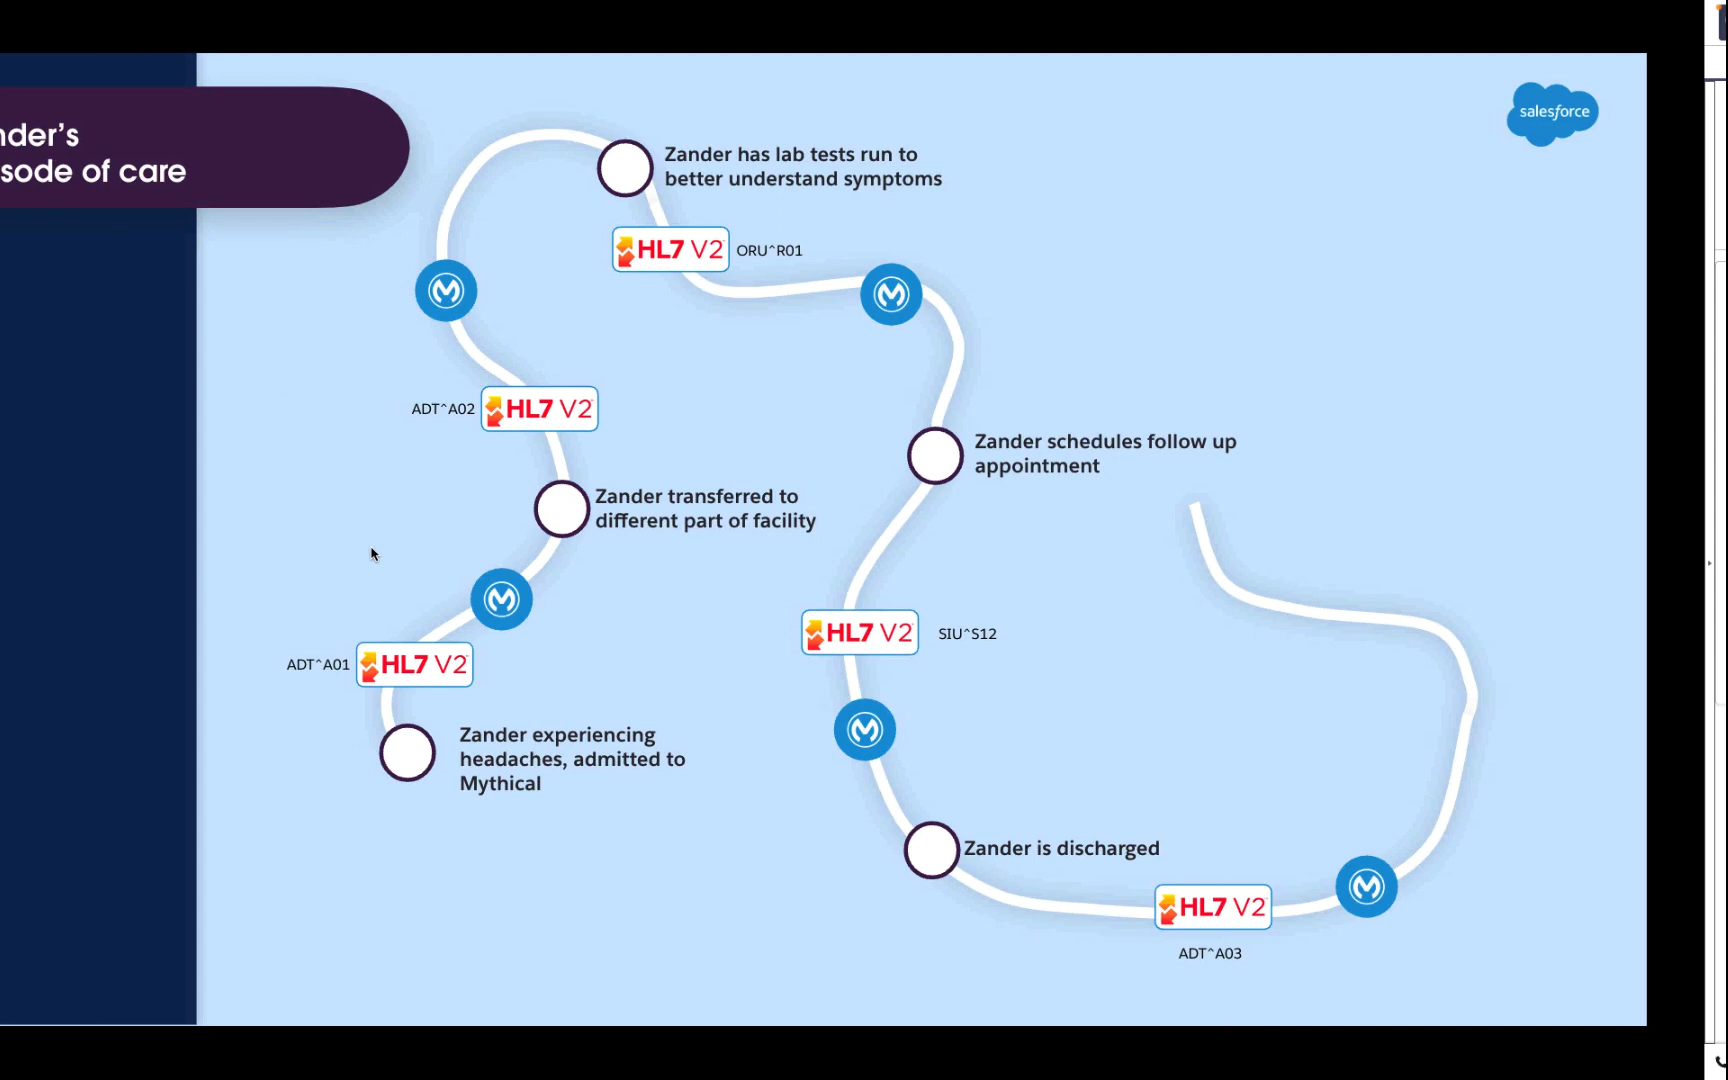 nder’s
sode of care
salesforce
Zander has lab tests run to
better understand symptoms
HL7 V2
ORU^R01
ADT^A02
HL7 V2
Zander schedules follow up
appointment
Zander transferred to
different part of facility
HL7 V2
SIU^S12
ADT^A01
HL7 V2
Zander experiencing
headaches, admitted to
Mythical
Zander is discharged
HL7 V2
ADT^A03